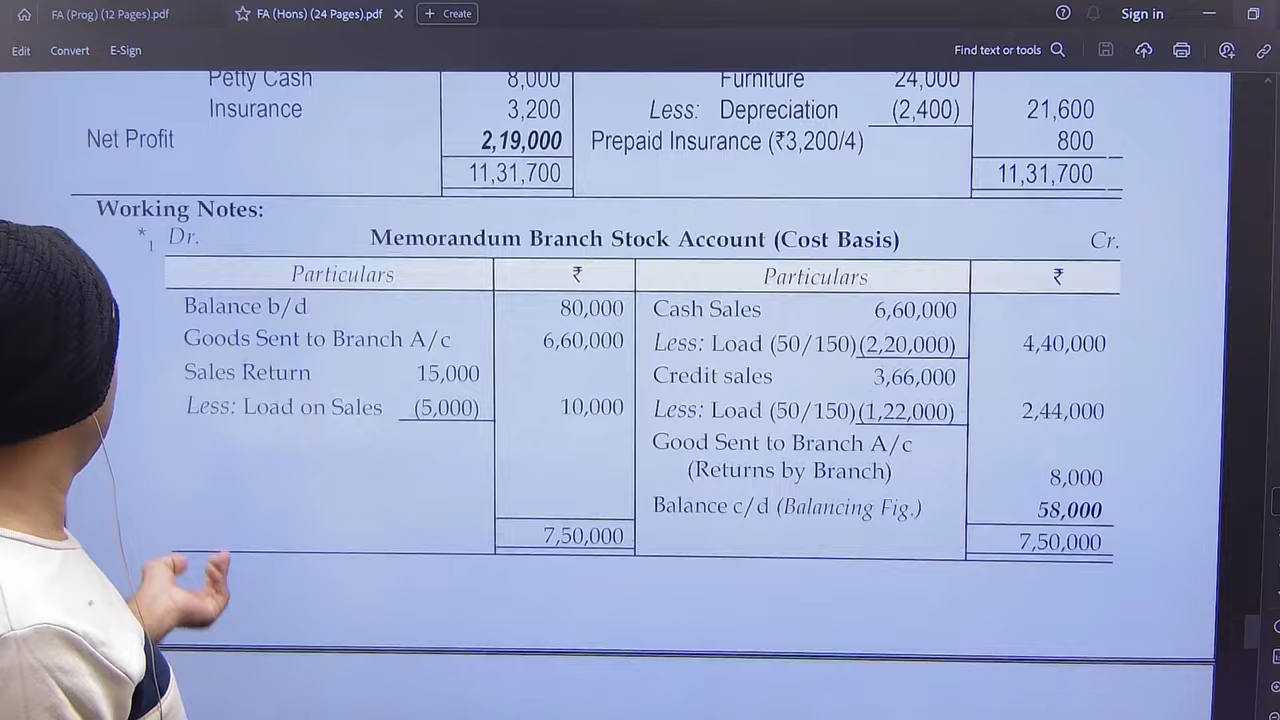 FA (Prog) (12 Pages).pdf FA (Hons) (24 Pages).pdf × + Create Sign in
Edit Convert E-Sign Find text or tools
Petty Cash 8,000 Furniture 24,000
Insurance 3,200 Less: Depreciation (2,400) 21,600
Net Profit 2,19,000 Prepaid Insurance (₹3,200/4) 800
11,31,700 11,31,700
Working Notes:
*1 Dr. Memorandum Branch Stock Account (Cost Basis) Cr.
Particulars ₹ Particulars ₹
Balance b/d 80,000 Cash Sales 6,60,000
Goods Sent to Branch A/c 6,60,000 Less: Load (50/150) (2,20,000) 4,40,000
Sales Return 15,000 Credit sales 3,66,000
Less: Load on Sales (5,000) 10,000 Less: Load (50/150) (1,22,000) 2,44,000
Good Sent to Branch A/c
(Returns by Branch) 8,000
Balance c/d (Balancing Fig.) 58,000
7,50,000 7,50,000